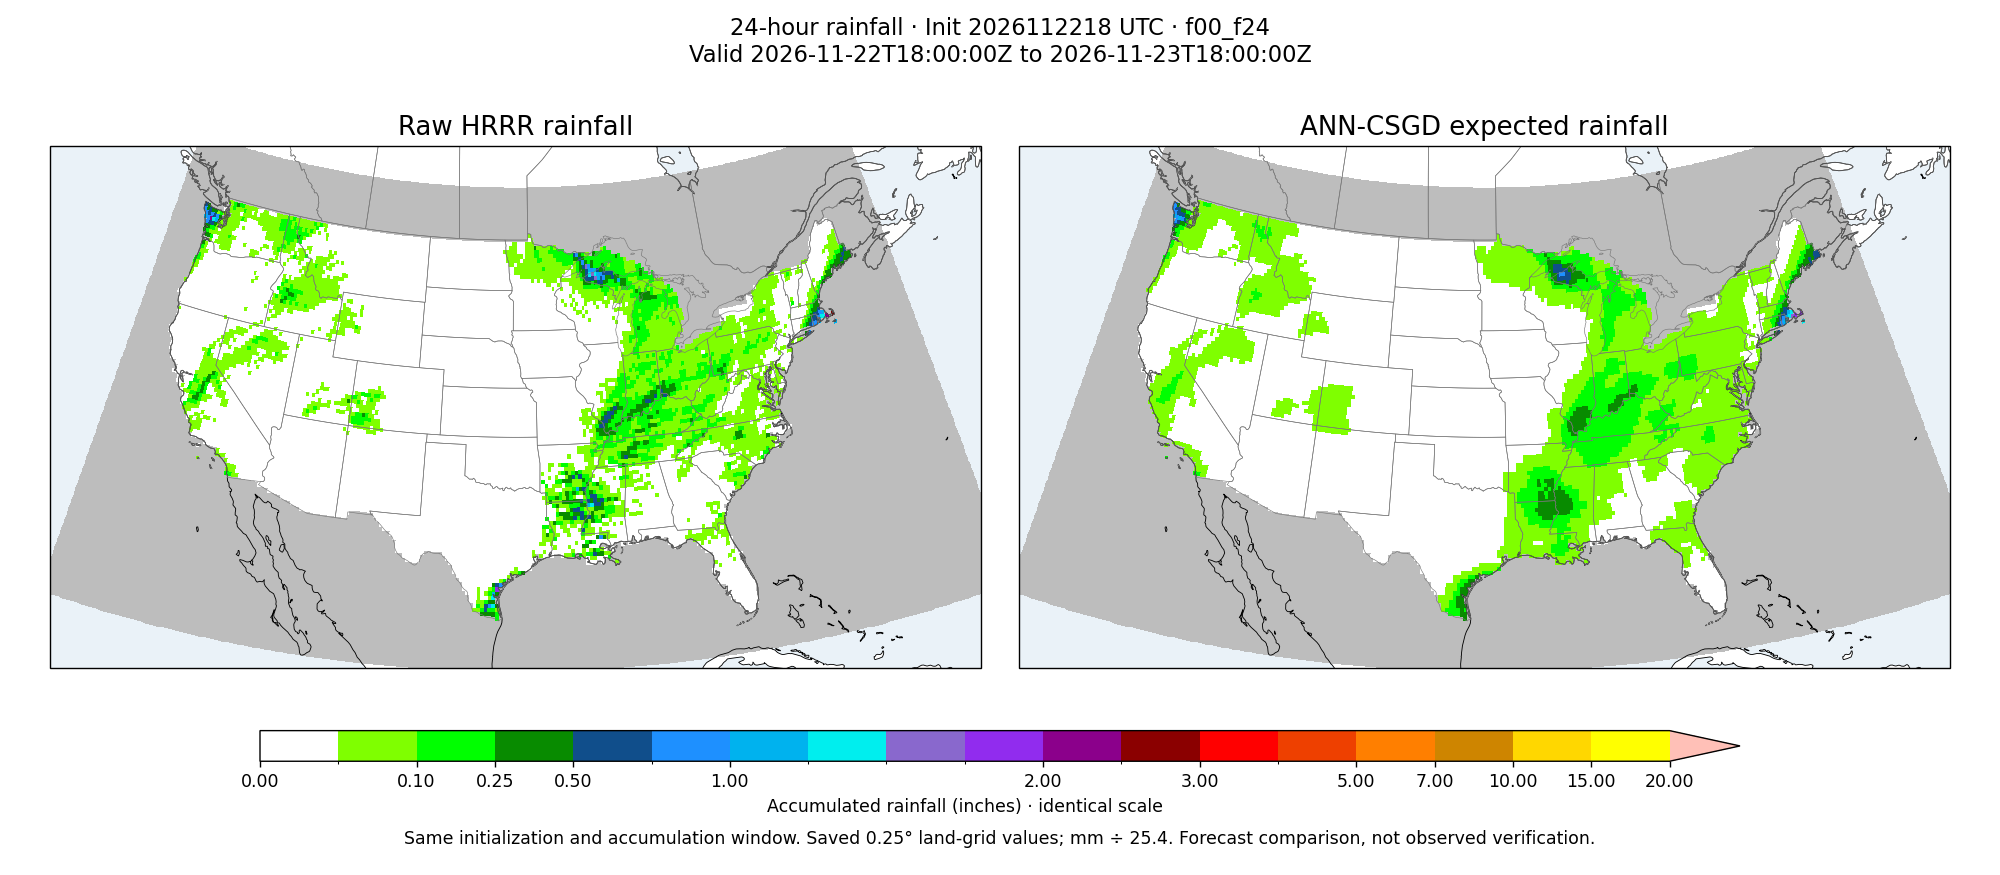 24-hour rainfall · Init 2026112218 UTC · f00_f24
Valid 2026-11-22T18:00:00Z to 2026-11-23T18:00:00Z
Raw HRRR rainfall
ANN-CSGD expected rainfall
0.00 0.10 0.25 0.50 1.00 2.00 3.00 5.00 7.00 10.00 15.00 20.00
Accumulated rainfall (inches) · identical scale
Same initialization and accumulation window. Saved 0.25° land-grid values; mm ÷ 25.4. Forecast comparison, not observed verification.